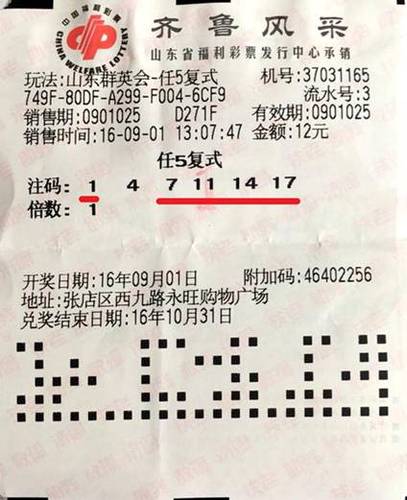 中国福利彩票
CHINA WELFARE LOTTERY
齐鲁风采
山东省福利彩票发行中心承销
玩法:山东群英会-任5复式 机号:37031165
749F-80DF-A299-F004-6CF9 流水号:3
销售期:0901025 D271F 有效期:0901025
销售时间:16-09-01 13:07:47 金额:12元
任5复式
注码: 1 4 7 11 14 17
倍数: 1
开奖日期:16年09月01日 附加码:46402256
地址:张店区西九路永旺购物广场
兑奖结束日期:16年10月31日